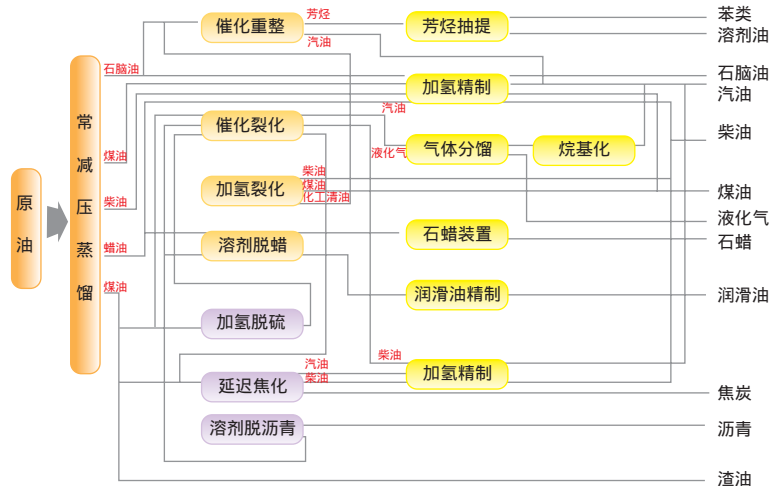 原
油
常
减
压
蒸
馏
石脑油
煤油
柴油
蜡油
煤油
催化重整
芳烃
汽油
催化裂化
加氢裂化
柴油
煤油
化工清油
溶剂脱蜡
加氢脱硫
延迟焦化
汽油
柴油
溶剂脱沥青
芳烃抽提
加氢精制
汽油
液化气
气体分馏
烷基化
石蜡装置
润滑油精制
柴油
加氢精制
苯类
溶剂油
石脑油
汽油
柴油
煤油
液化气
石蜡
润滑油
焦炭
沥青
渣油